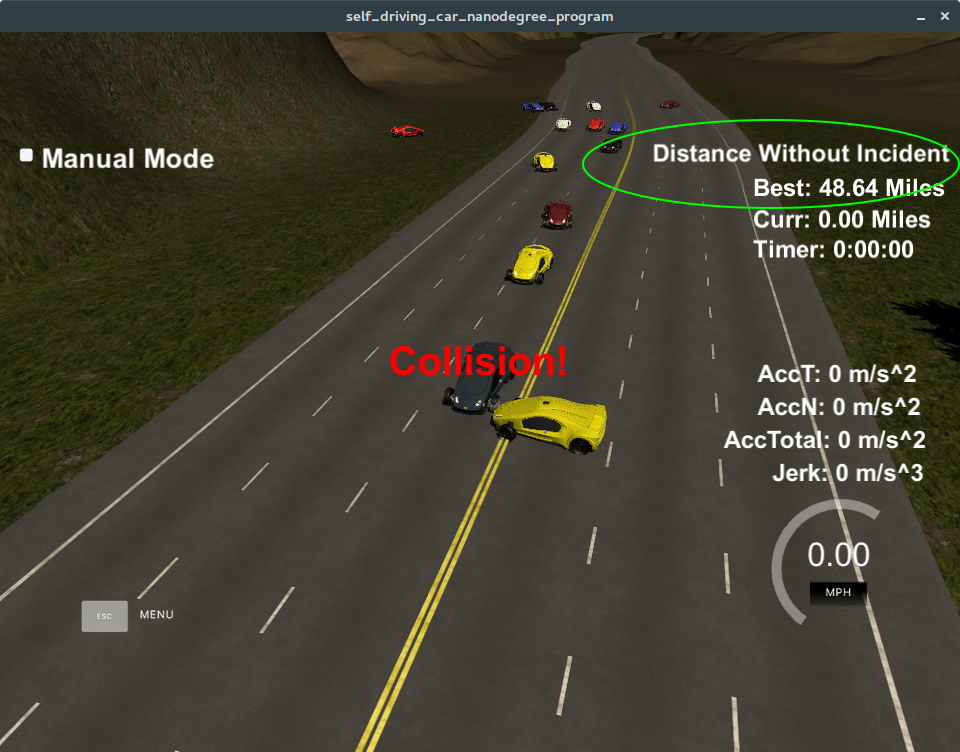 self_driving_car_nanodegree_program
Manual Mode
Distance Without Incident
Best: 48.64 Miles
Curr: 0.00 Miles
Timer: 0:00:00
Collision!
AccT: 0 m/s^2
AccN: 0 m/s^2
AccTotal: 0 m/s^2
Jerk: 0 m/s^3
0.00
MPH
ESC MENU